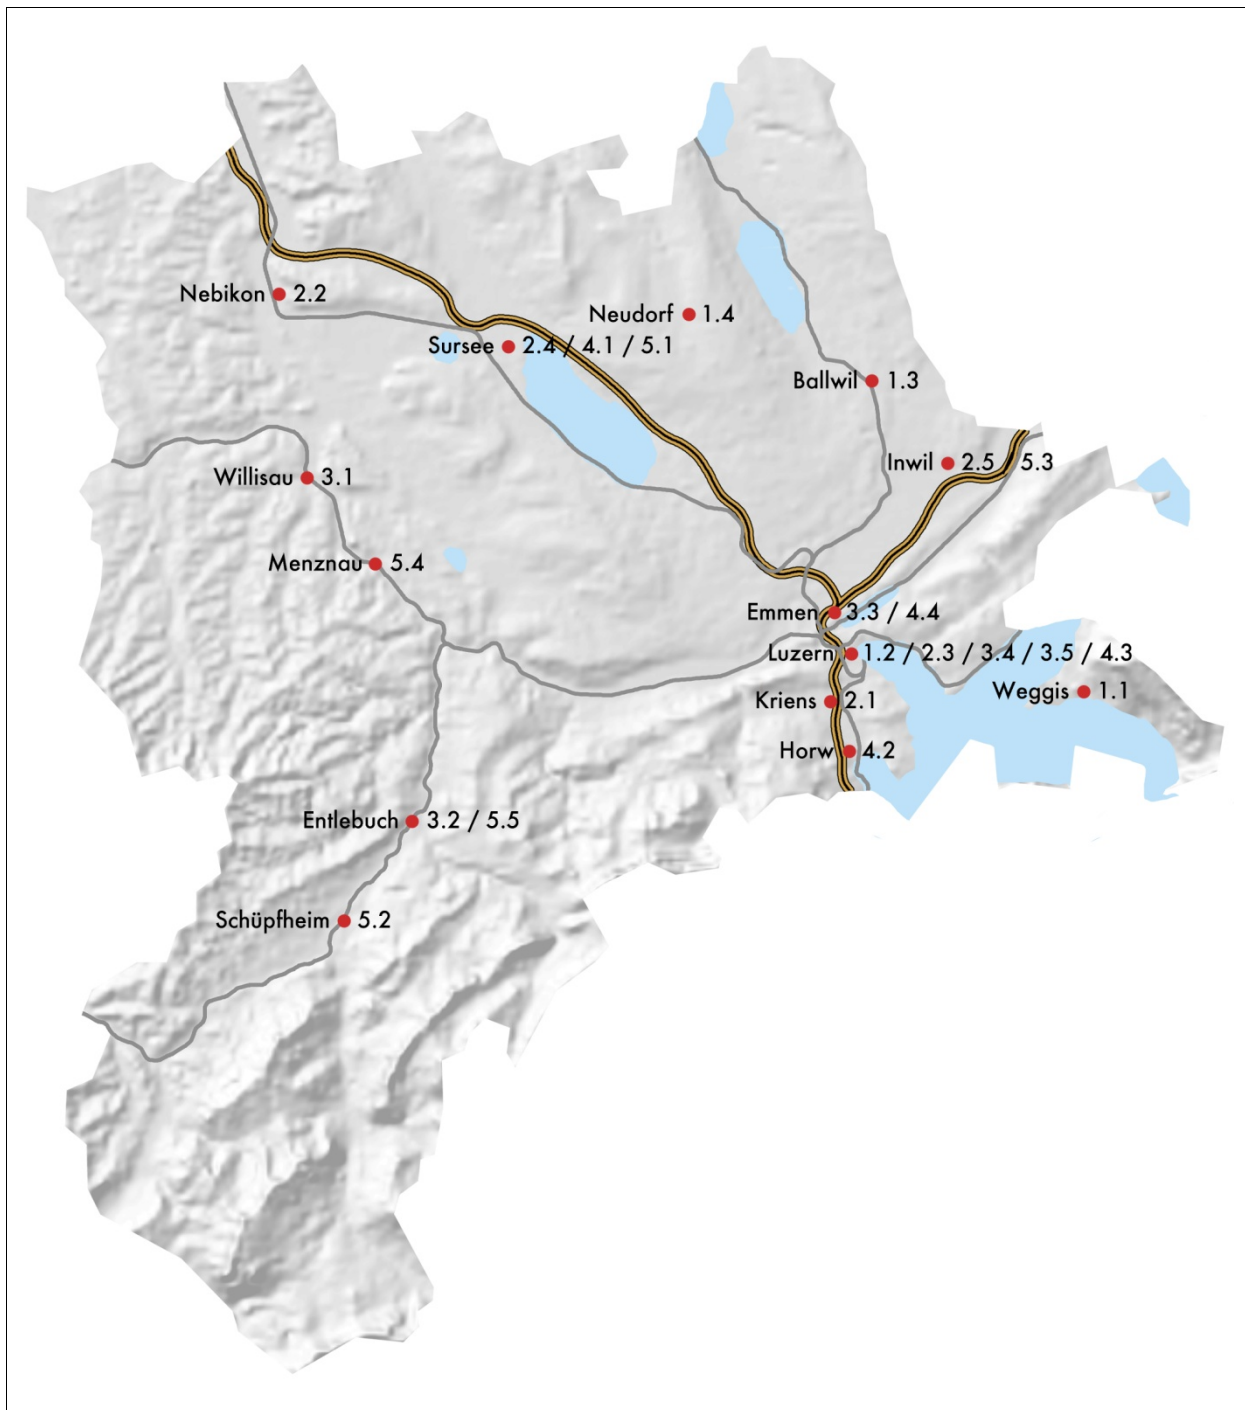 Nebikon 2.2
Neudorf 1.4
Sursee 2.4 / 4.1 / 5.1
Ballwil 1.3
Inwil 2.5 / 5.3
Willisau 3.1
Menznau 5.4
Emmen 3.3 / 4.4
Luzern 1.2 / 2.3 / 3.4 / 3.5 / 4.3
Weggis 1.1
Kriens 2.1
Horw 4.2
Entlebuch 3.2 / 5.5
Schüpfheim 5.2